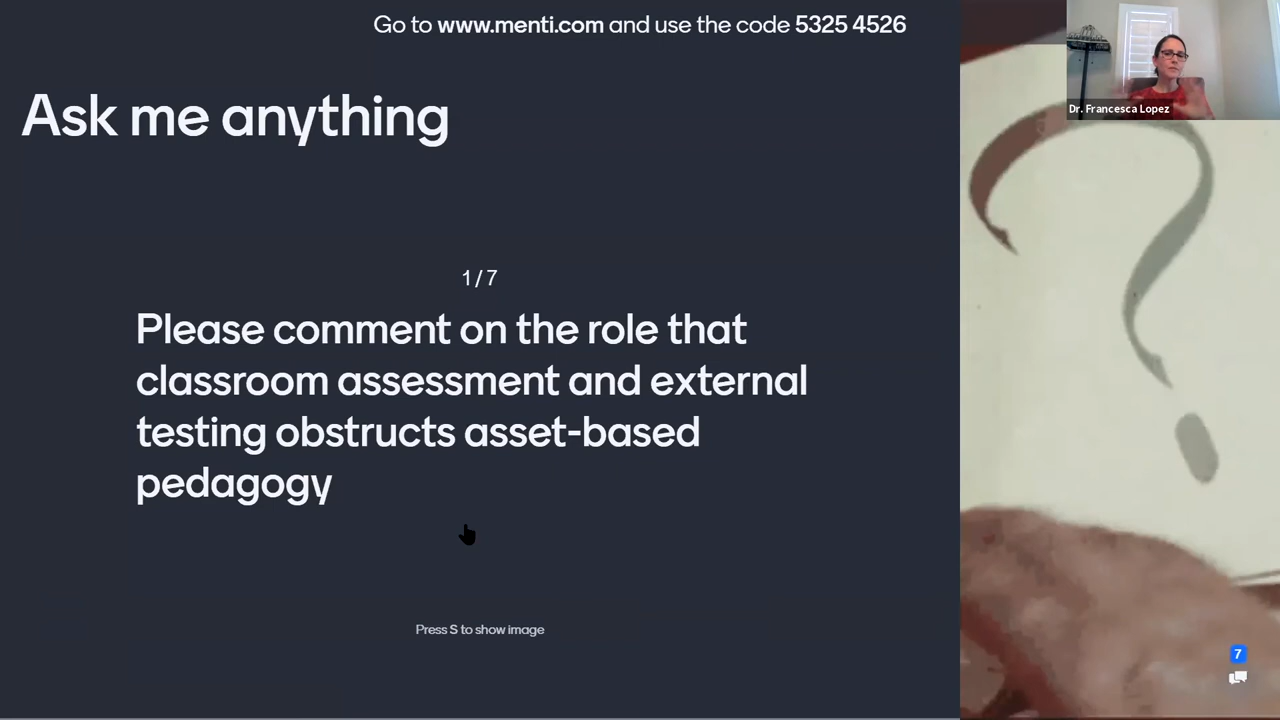 Go to www.menti.com and use the code 5325 4526
Dr. Francesca Lopez
Ask me anything
1 / 7
Please comment on the role that
classroom assessment and external
testing obstructs asset-based
pedagogy
Press S to show image
7